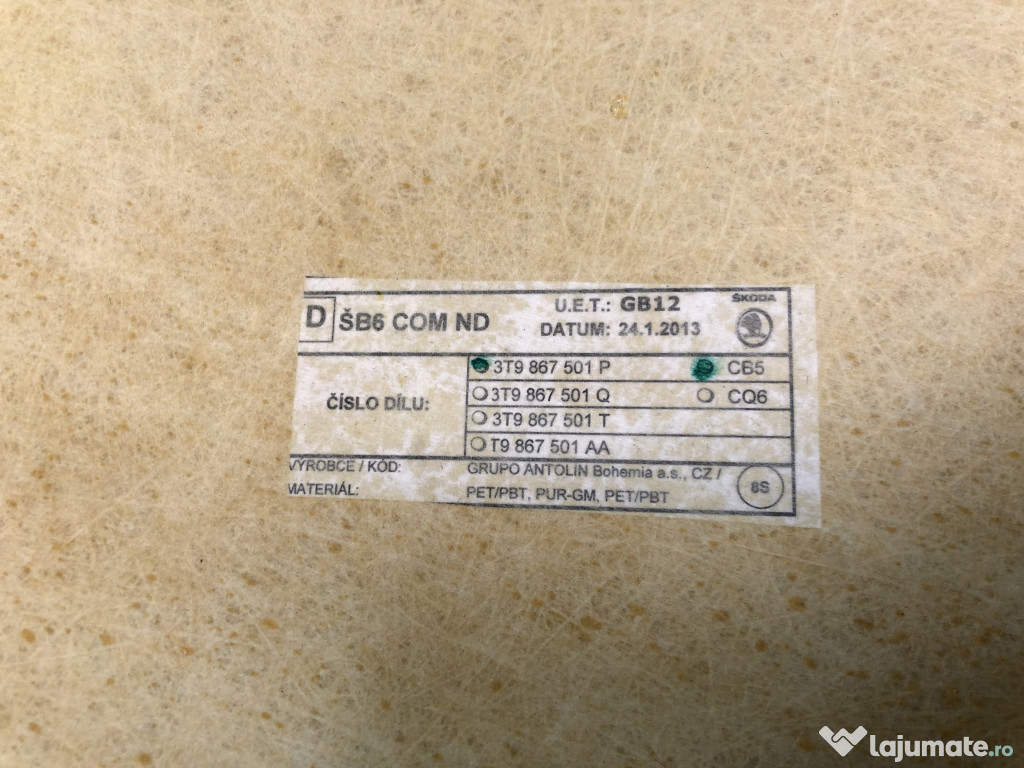 D ŠB6 COM ND
U.E.T.: GB12
DATUM: 24.1.2013
ŠKODA
ČÍSLO DÍLU:
3T9 867 501 P CB5
3T9 867 501 Q CQ6
3T9 867 501 T
T9 867 501 AA
VÝROBCE / KÓD: GRUPO ANTOLIN Bohemia a.s., CZ / 8S
MATERIÁL: PET/PBT, PUR-GM, PET/PBT
lajumate.ro